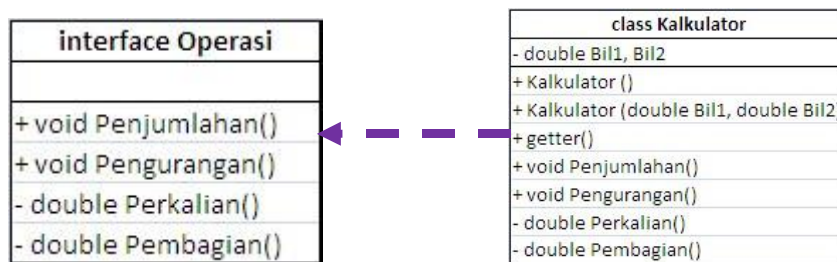 interface Operasi
+ void Penjumlahan()
+ void Pengurangan()
- double Perkalian()
- double Pembagian()
class Kalkulator
- double Bil1, Bil2
+ Kalkulator ()
+ Kalkulator (double Bil1, double Bil2)
+ getter()
+ void Penjumlahan()
+ void Pengurangan()
- double Perkalian()
- double Pembagian()